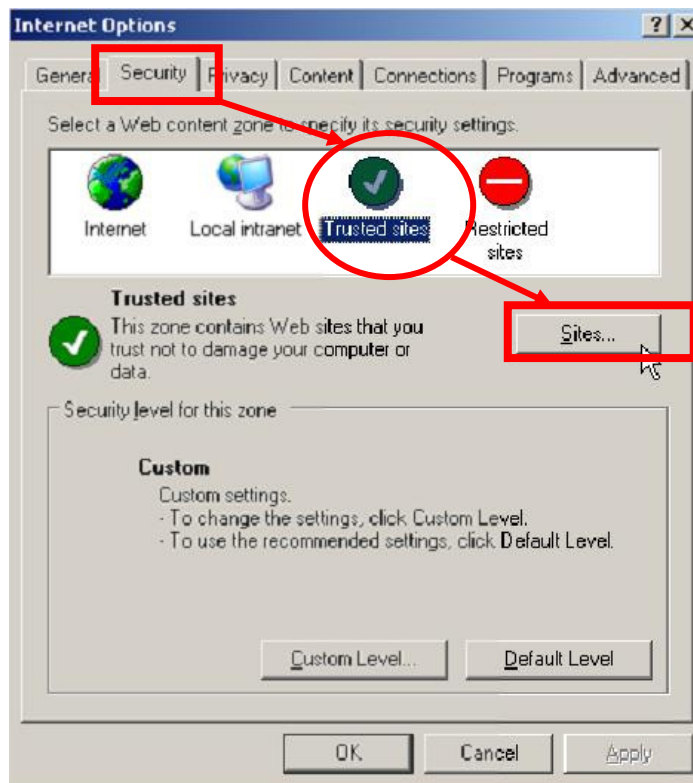 Internet Options
General Security Privacy Content Connections Programs Advanced
Select a Web content zone to specify its security settings.
Internet Local intranet Trusted sites Restricted sites
Trusted sites
This zone contains Web sites that you
trust not to damage your computer or
data.
Sites...
Security level for this zone
Custom
Custom settings.
- To change the settings, click Custom Level.
- To use the recommended settings, click Default Level.
Custom Level... Default Level
OK Cancel Apply